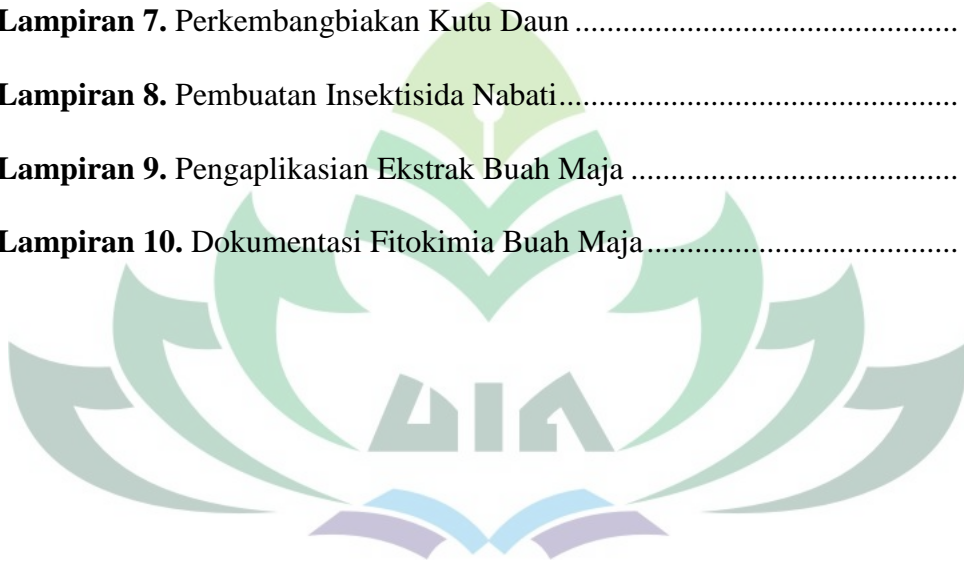 Lampiran 7. Perkembangbiakan Kutu Daun .................................................
Lampiran 8. Pembuatan Insektisida Nabati...................................................
Lampiran 9. Pengaplikasian Ekstrak Buah Maja ..........................................
Lampiran 10. Dokumentasi Fitokimia Buah Maja........................................
UIN